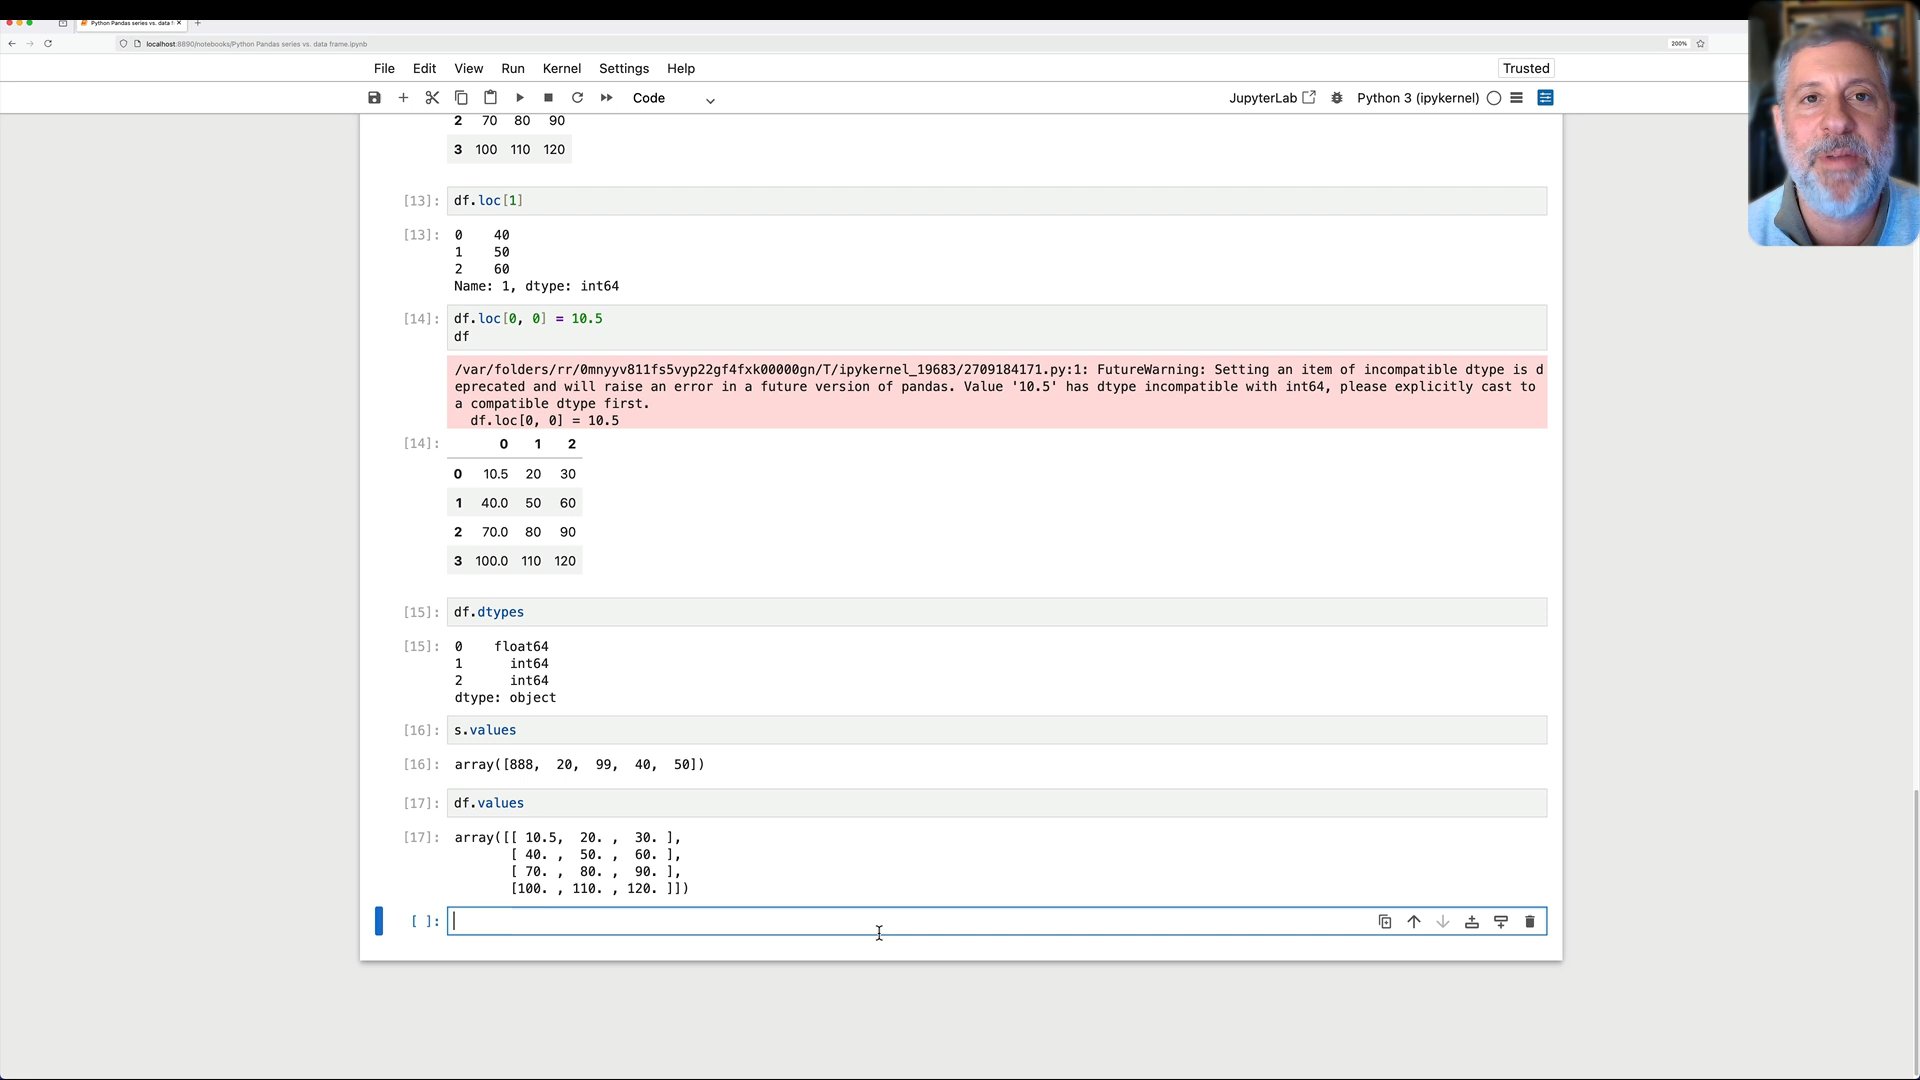 Python Pandas series vs. data f
localhost:8890/notebooks/Python Pandas series vs. data frame.ipynb
200%
File Edit View Run Kernel Settings Help
Trusted
Code
JupyterLab
Python 3 (ipykernel)
2 70 80 90
3 100 110 120
[13]: df.loc[1]
[13]: 0 40
1 50
2 60
Name: 1, dtype: int64
[14]: df.loc[0, 0] = 10.5
df
/var/folders/rr/0mnyyv811fs5vyp22gf4fxk00000gn/T/ipykernel_19683/2709184171.py:1: FutureWarning: Setting an item of incompatible dtype is d
eprecated and will raise an error in a future version of pandas. Value '10.5' has dtype incompatible with int64, please explicitly cast to
a compatible dtype first.
df.loc[0, 0] = 10.5
[14]: 0 1 2
0 10.5 20 30
1 40.0 50 60
2 70.0 80 90
3 100.0 110 120
[15]: df.dtypes
[15]: 0 float64
1 int64
2 int64
dtype: object
[16]: s.values
[16]: array([888, 20, 99, 40, 50])
[17]: df.values
[17]: array([[ 10.5, 20. , 30. ],
[ 40. , 50. , 60. ],
[ 70. , 80. , 90. ],
[100. , 110. , 120. ]])
[ ]: